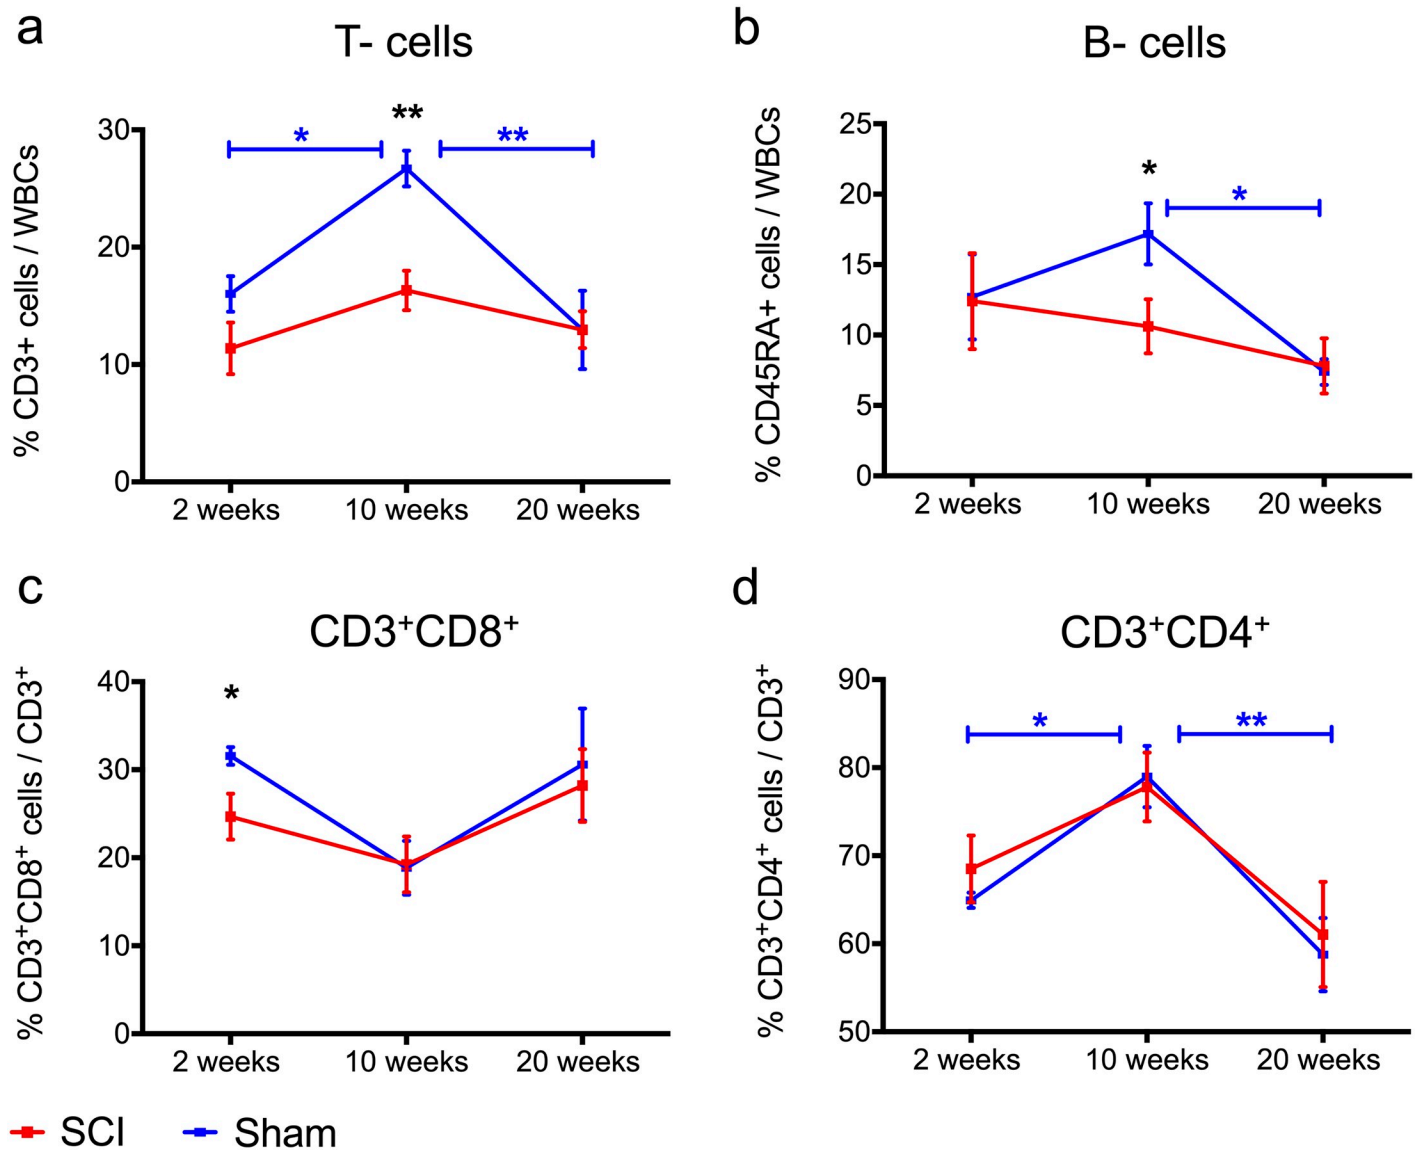 a
T- cells
% CD3+ cells / WBCs
30
20
10
0
* ** **
2 weeks 10 weeks 20 weeks
b
B- cells
% CD45RA+ cells / WBCs
25
20
15
10
5
0
* *
2 weeks 10 weeks 20 weeks
c
CD3⁺CD8⁺
% CD3⁺CD8⁺ cells / CD3⁺
40
30
20
10
0
*
2 weeks 10 weeks 20 weeks
d
CD3⁺CD4⁺
% CD3⁺CD4⁺ cells / CD3⁺
90
80
70
60
50
* **
2 weeks 10 weeks 20 weeks
SCI Sham